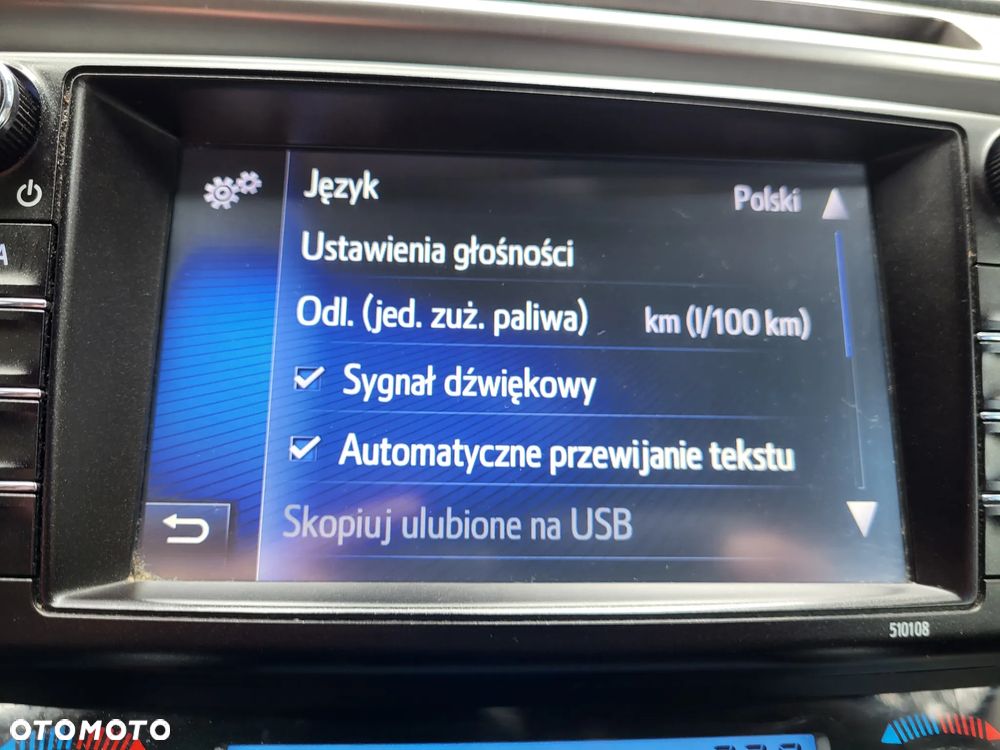 Język Polski
Ustawienia głośności
Odl. (jed. zuż. paliwa) km (l/100 km)
Sygnał dźwiękowy
Automatyczne przewijanie tekstu
Skopiuj ulubione na USB
A
510108
OTOMOTO